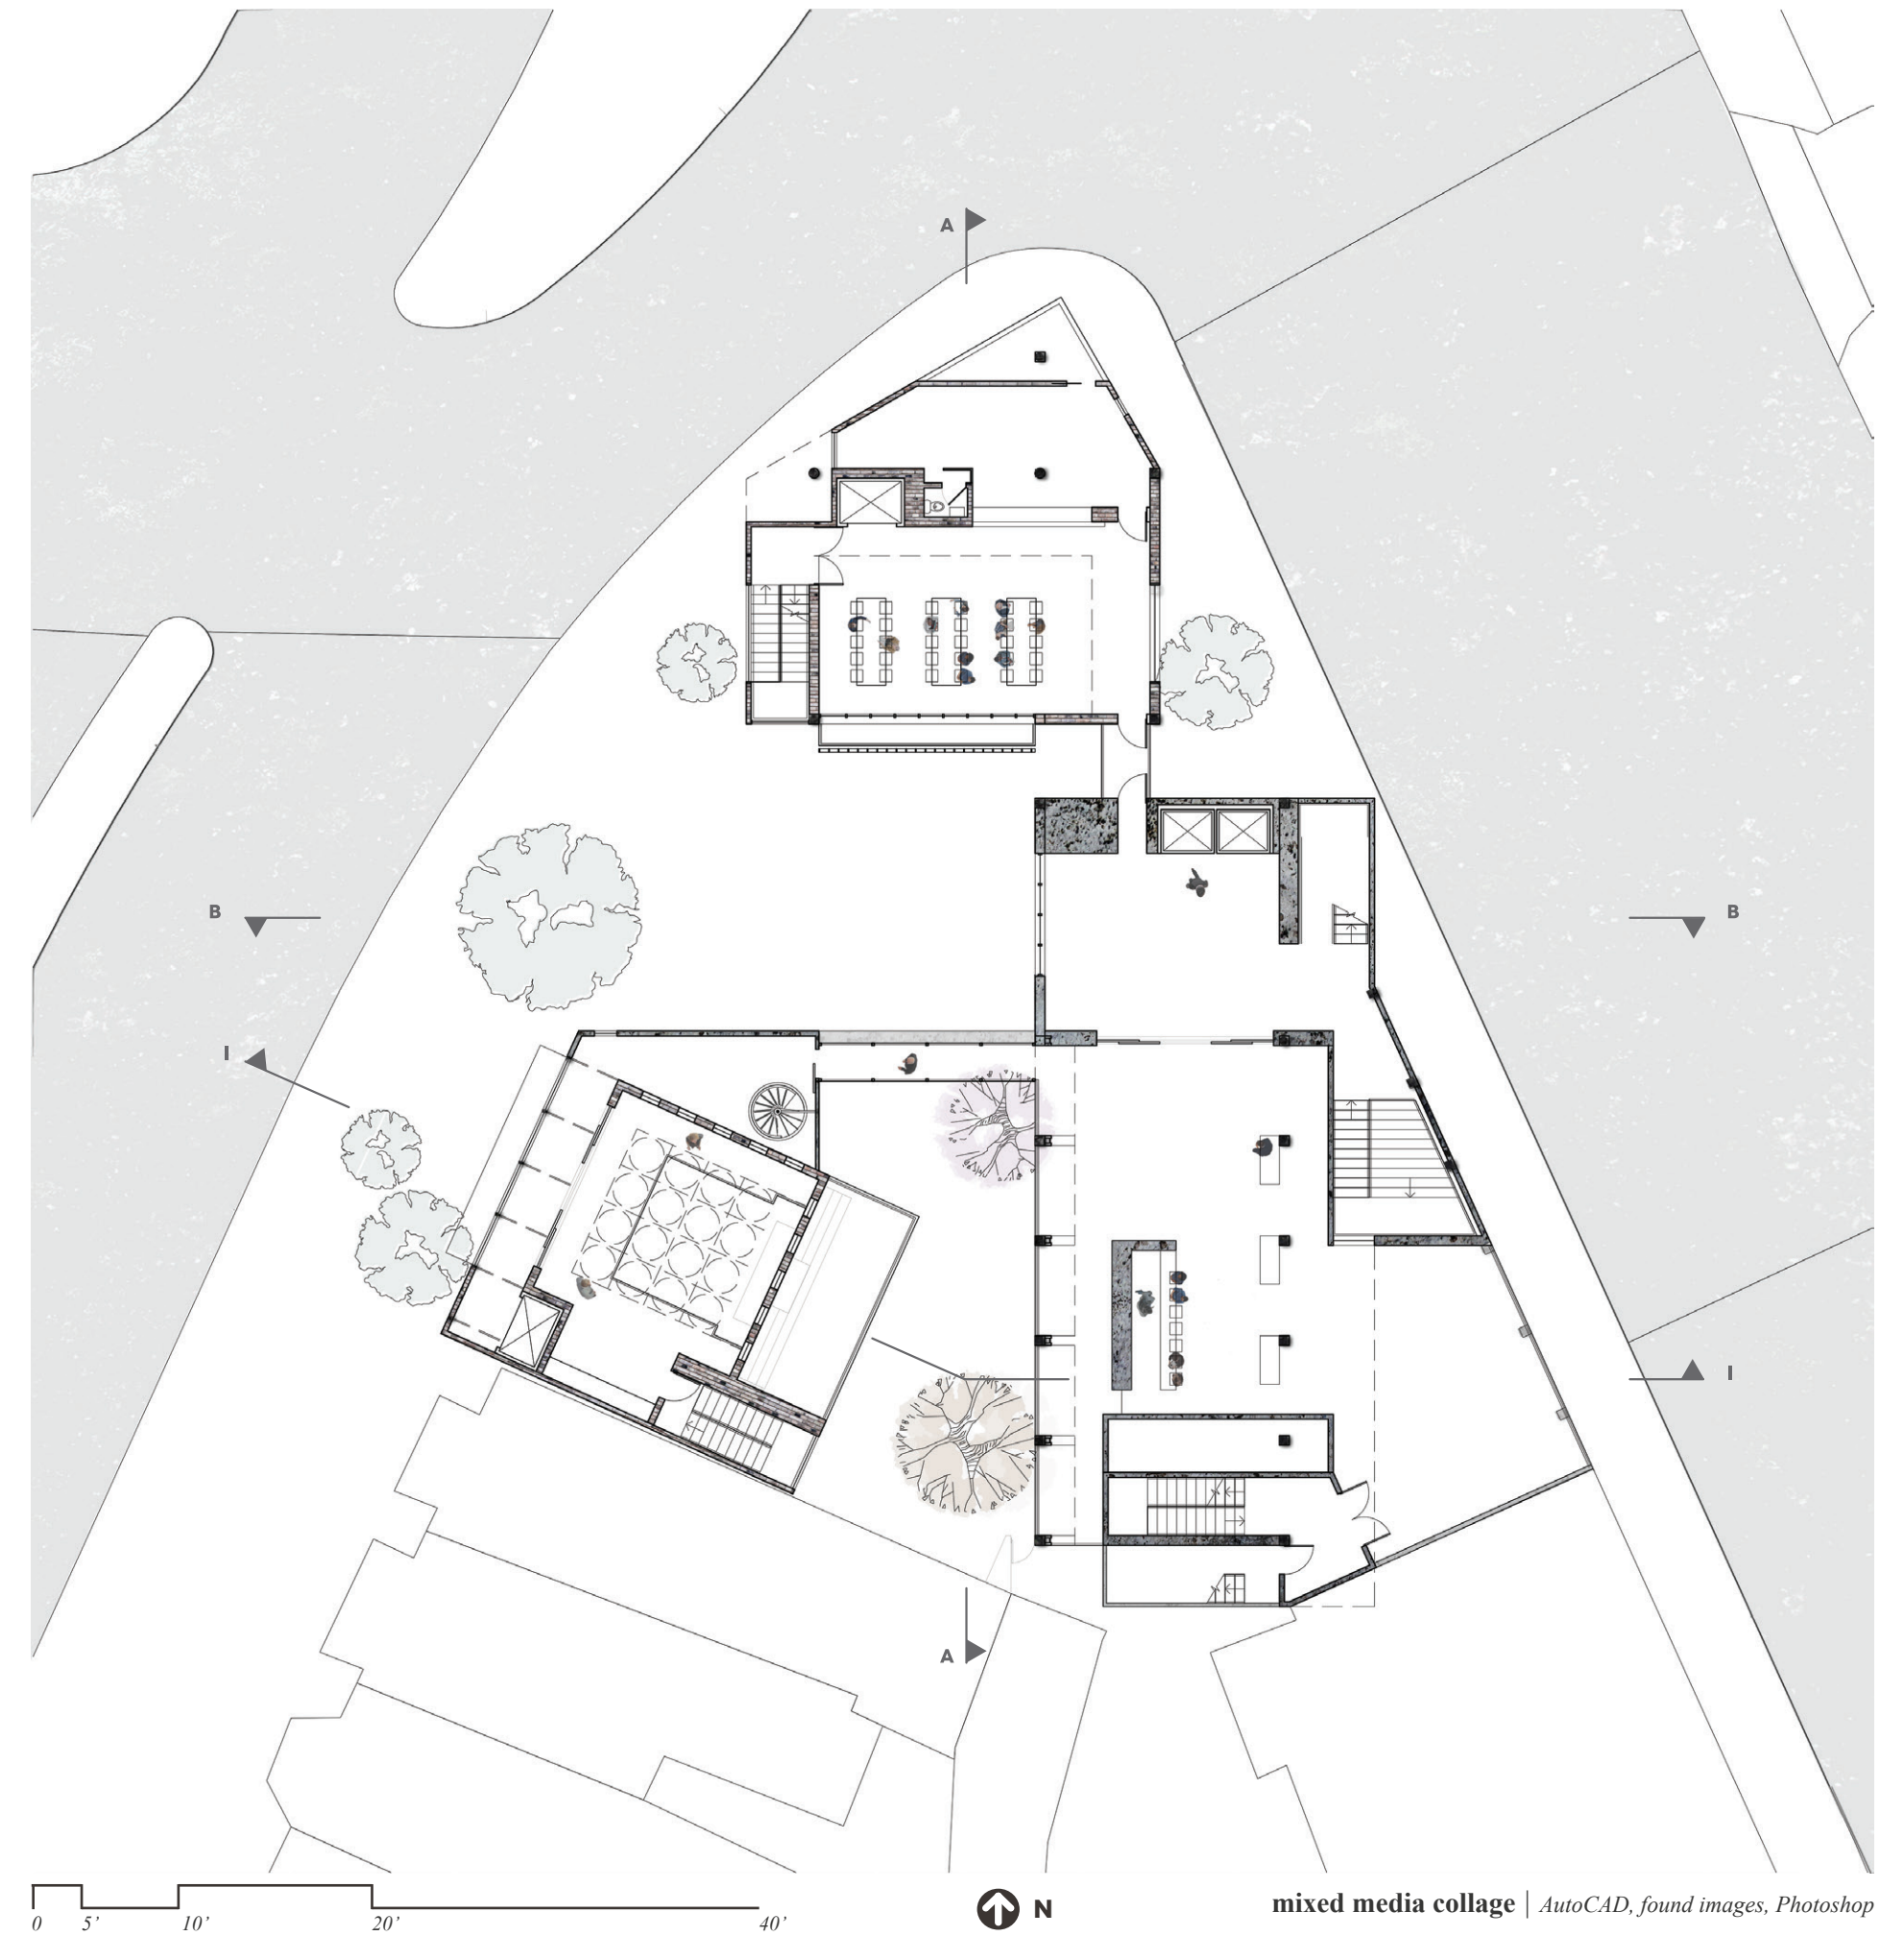 A
B
B
I
I
A
0 5’ 10’ 20’ 40’
N
mixed media collage | AutoCAD, found images, Photoshop